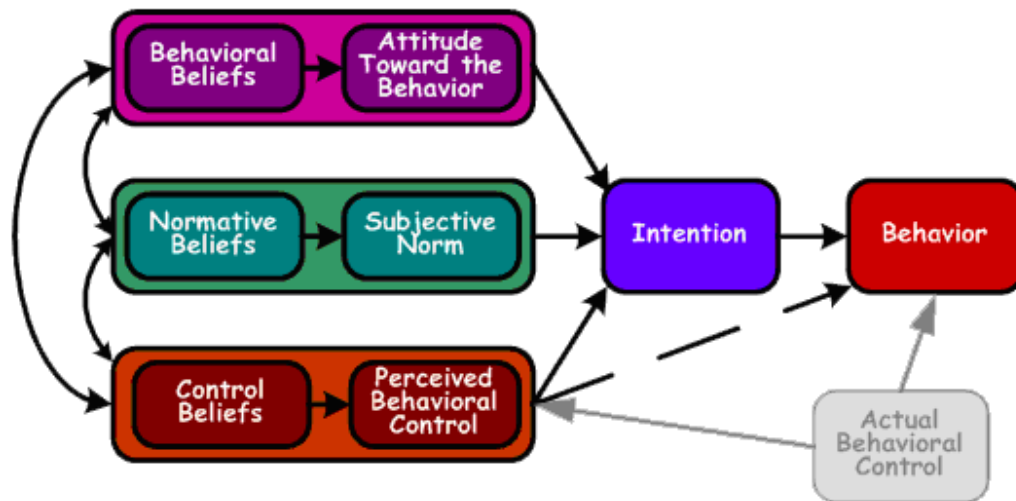 Behavioral
Beliefs
Attitude
Toward the
Behavior
Normative
Beliefs
Subjective
Norm
Intention
Behavior
Control
Beliefs
Perceived
Behavioral
Control
Actual
Behavioral
Control